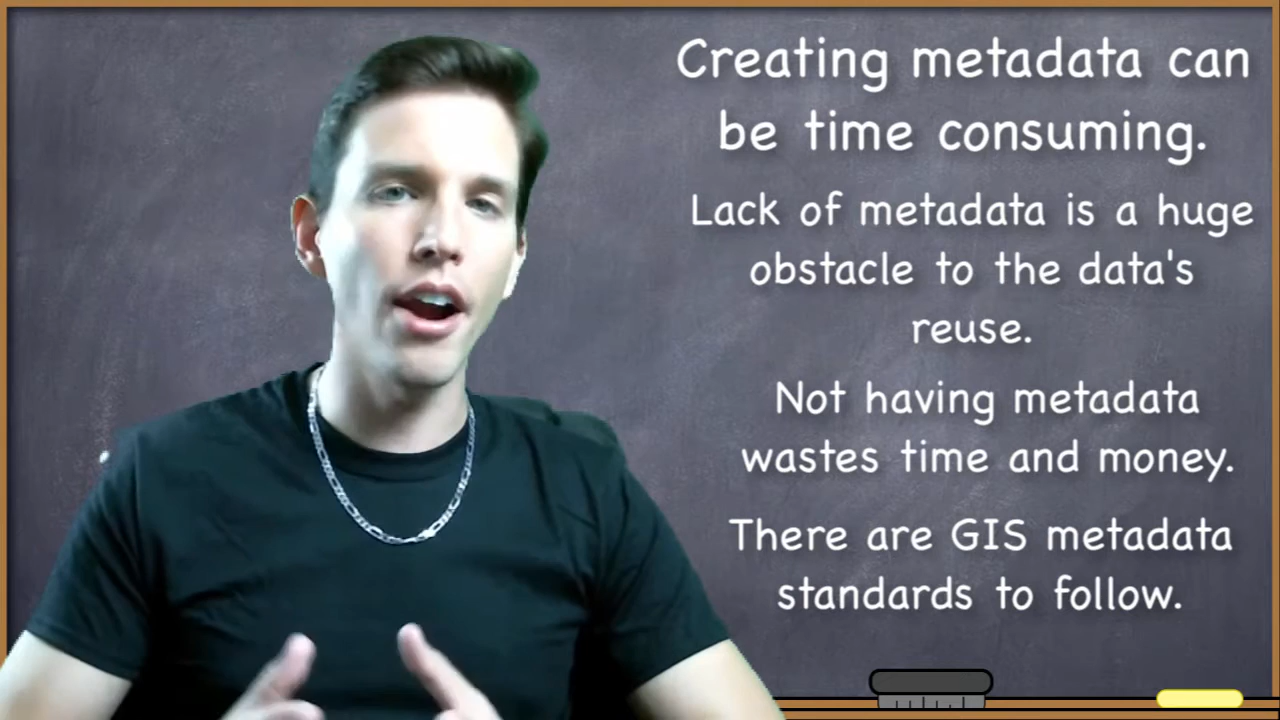 Creating metadata can
be time consuming.
Lack of metadata is a huge
obstacle to the data's
reuse.
Not having metadata
wastes time and money.
There are GIS metadata
standards to follow.